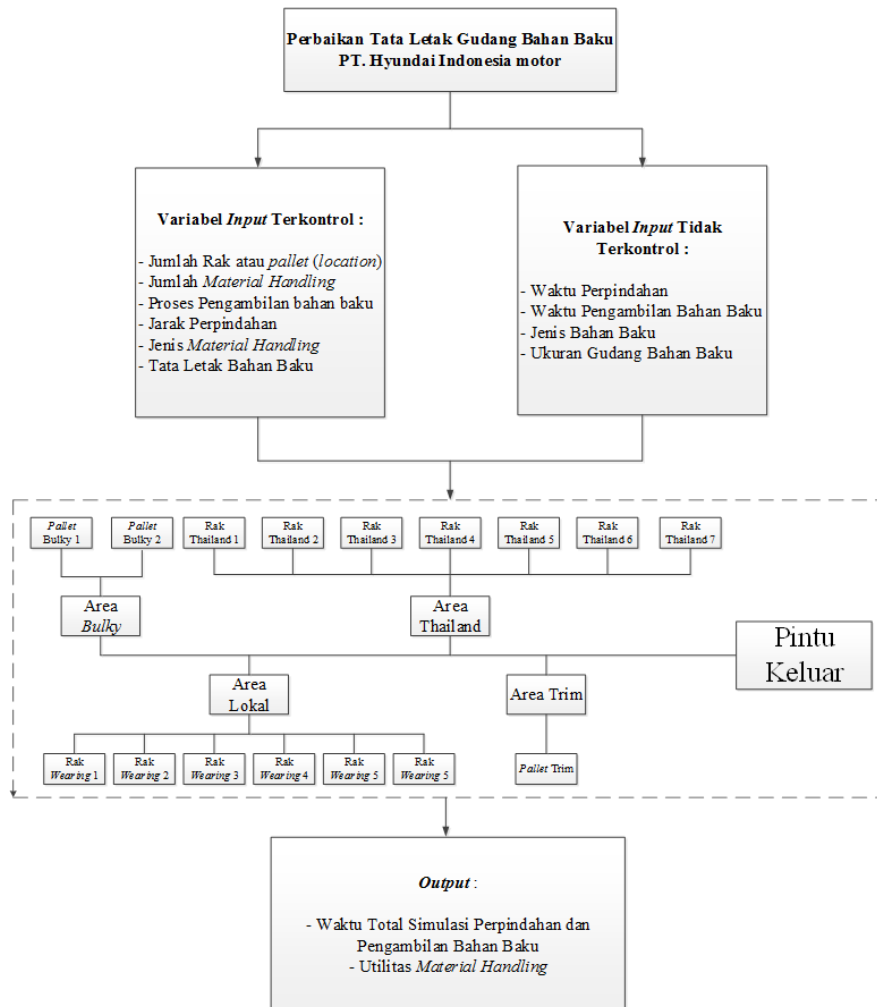 Perbaikan Tata Letak Gudang Bahan Baku
PT. Hyundai Indonesia motor
Variabel Input Terkontrol :
- Jumlah Rak atau pallet (location)
- Jumlah Material Handling
- Proses Pengambilan bahan baku
- Jarak Perpindahan
- Jenis Material Handling
- Tata Letak Bahan Baku
Variabel Input Tidak
Terkontrol :
- Waktu Perpindahan
- Waktu Pengambilan Bahan Baku
- Jenis Bahan Baku
- Ukuran Gudang Bahan Baku
Pallet
Bulky 1
Pallet
Bulky 2
Rak
Thailand 1
Rak
Thailand 2
Rak
Thailand 3
Rak
Thailand 4
Rak
Thailand 5
Rak
Thailand 6
Rak
Thailand 7
Area
Bulky
Area
Thailand
Pintu
Keluar
Area
Lokal
Area Trim
Rak
Wearing 1
Rak
Wearing 2
Rak
Wearing 3
Rak
Wearing 4
Rak
Wearing 5
Rak
Wearing 5
Pallet Trim
Output :
- Waktu Total Simulasi Perpindahan dan
Pengambilan Bahan Baku
- Utilitas Material Handling